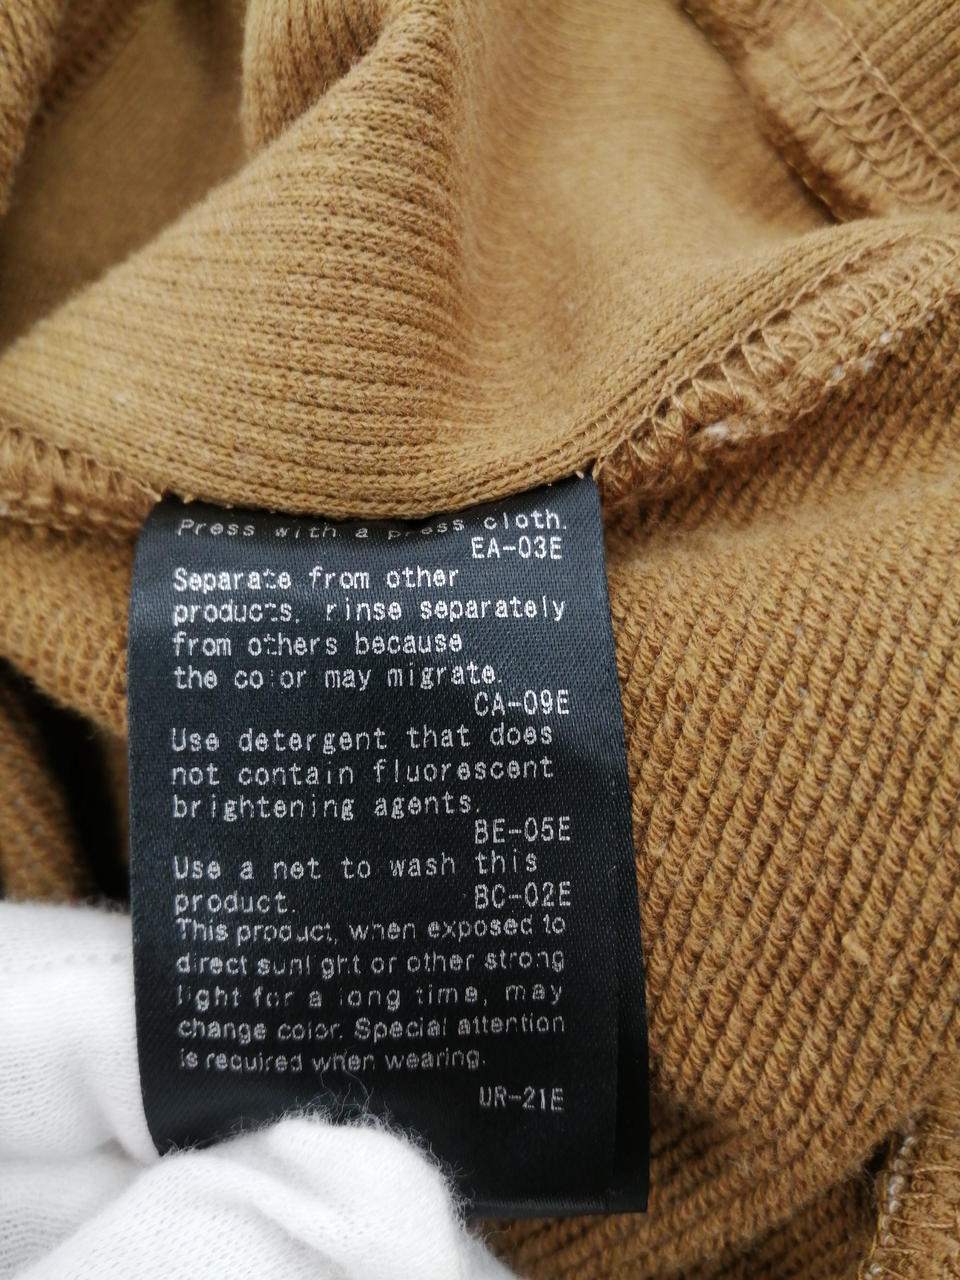 Press with a press cloth.
EA-03E
Separate from other
products, rinse separately
from others because
the color may migrate.
CA-09E
Use detergent that does
not contain fluorescent
brightening agents.
BE-05E
Use a net to wash this
product. BC-02E
This product, when exposed to
direct sunlight or other strong
light for a long time, may
change color. Special attention
is required when wearing.
UR-21E